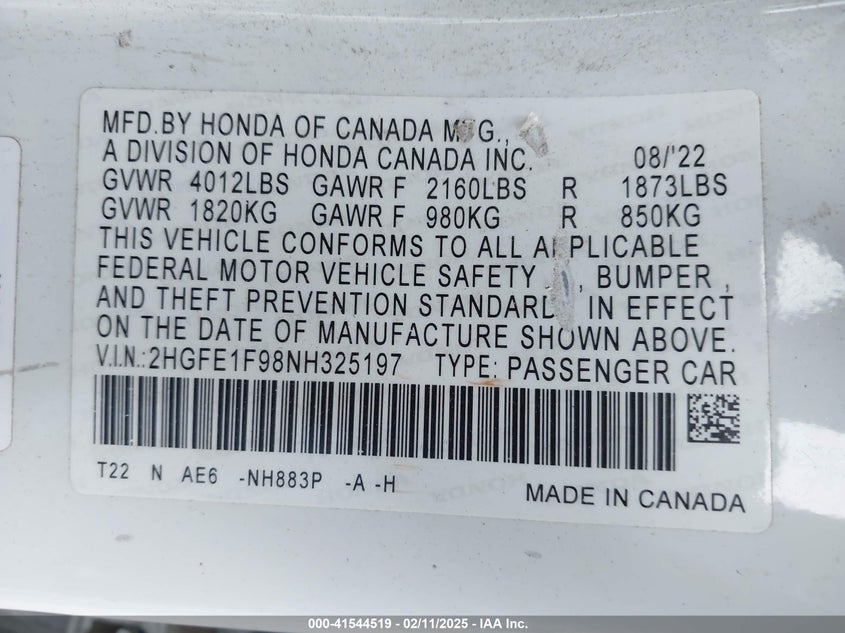 MFD.BY HONDA OF CANADA M G.,
A DIVISION OF HONDA CANADA INC. 08/'22
GVWR 4012LBS GAWR F 2160LBS R 1873LBS
GVWR 1820KG GAWR F 980KG R 850KG
THIS VEHICLE CONFORMS TO ALL A PLICABLE
FEDERAL MOTOR VEHICLE SAFETY , BUMPER ,
AND THEFT PREVENTION STANDARD IN EFFECT
ON THE DATE OF MANUFACTURE SHOWN ABOVE.
V.I.N.:2HGFE1F98NH325197 TYPE: PASSENGER CAR
T22 N AE6 -NH883P -A -H
MADE IN CANADA
000-41544519 | 02/11/2025 - IAA Inc.